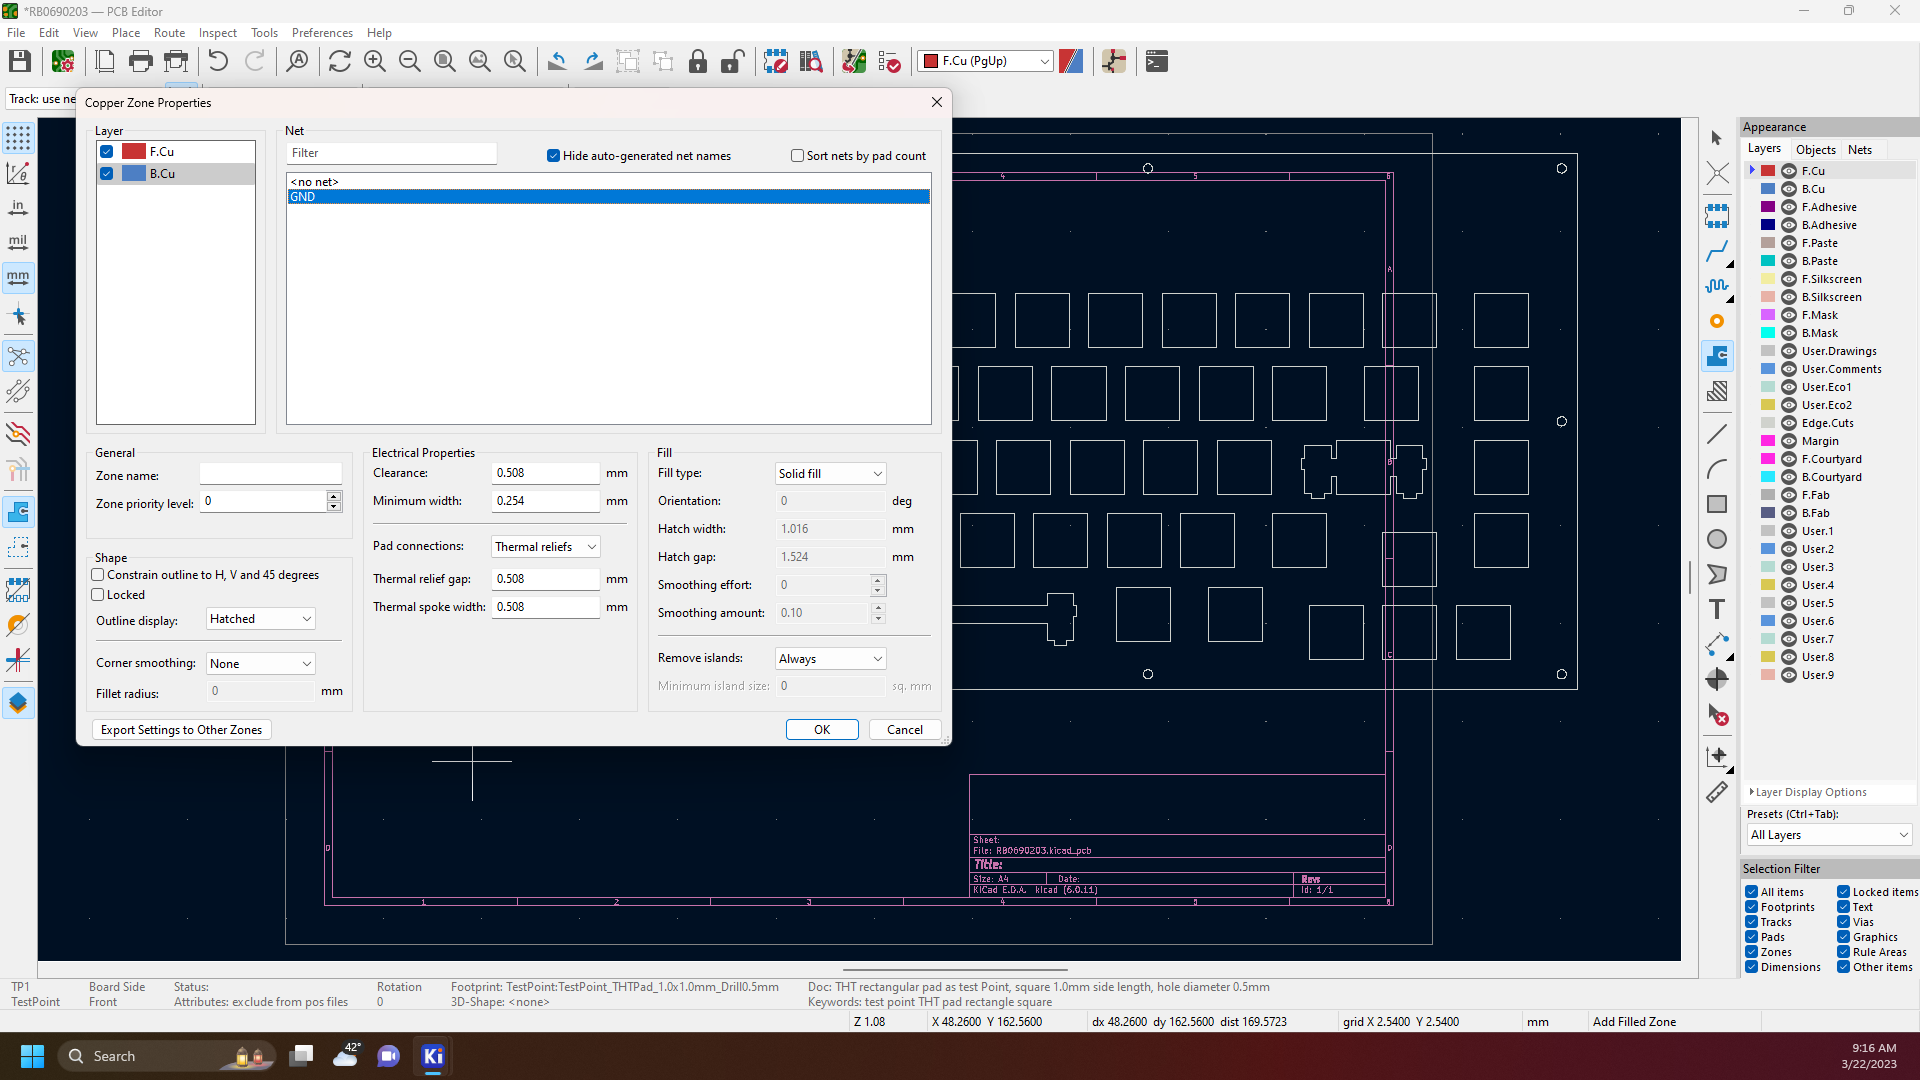 *RB0690203 — PCB Editor
File Edit View Place Route Inspect Tools Preferences Help
F.Cu (PgUp)
Track: use ne
Copper Zone Properties
Layer
F.Cu
B.Cu
Net
Filter
Hide auto-generated net names
Sort nets by pad count
<no net>
GND
General
Zone name:
Zone priority level: 0
Shape
Constrain outline to H, V and 45 degrees
Locked
Outline display: Hatched
Corner smoothing: None
Fillet radius: 0 mm
Electrical Properties
Clearance: 0.508 mm
Minimum width: 0.254 mm
Pad connections: Thermal reliefs
Thermal relief gap: 0.508 mm
Thermal spoke width: 0.508 mm
Fill
Fill type: Solid fill
Orientation: 0 deg
Hatch width: 1.016 mm
Hatch gap: 1.524 mm
Smoothing effort: 0
Smoothing amount: 0.10
Remove islands: Always
Minimum island size: 0 sq. mm
Export Settings to Other Zones
OK
Cancel
in
mil
mm
4 5 6
A
B
C
D D
Sheet:
File: RB0690203.kicad_pcb
Title:
Size: A4 Date: Rev:
KiCad E.D.A. kicad (6.0.11) Id: 1/1
1 2 3 4 5 6
Appearance
Layers Objects Nets
F.Cu
B.Cu
F.Adhesive
B.Adhesive
F.Paste
B.Paste
F.Silkscreen
B.Silkscreen
F.Mask
B.Mask
User.Drawings
User.Comments
User.Eco1
User.Eco2
Edge.Cuts
Margin
F.Courtyard
B.Courtyard
F.Fab
B.Fab
User.1
User.2
User.3
User.4
User.5
User.6
User.7
User.8
User.9
Layer Display Options
Presets (Ctrl+Tab):
All Layers
Selection Filter
All items Locked items
Footprints Text
Tracks Vias
Pads Graphics
Zones Rule Areas
Dimensions Other items
TP1 Board Side Status: Rotation Footprint: TestPoint:TestPoint_THTPad_1.0x1.0mm_Drill0.5mm Doc: THT rectangular pad as test Point, square 1.0mm side length, hole diameter 0.5mm
TestPoint Front Attributes: exclude from pos files 0 3D-Shape: <none> Keywords: test point THT pad rectangle square
Z 1.08 X 48.2600 Y 162.5600 dx 48.2600 dy 162.5600 dist 169.5723 grid X 2.5400 Y 2.5400 mm Add Filled Zone
Search
42°
Ki
9:16 AM
3/22/2023